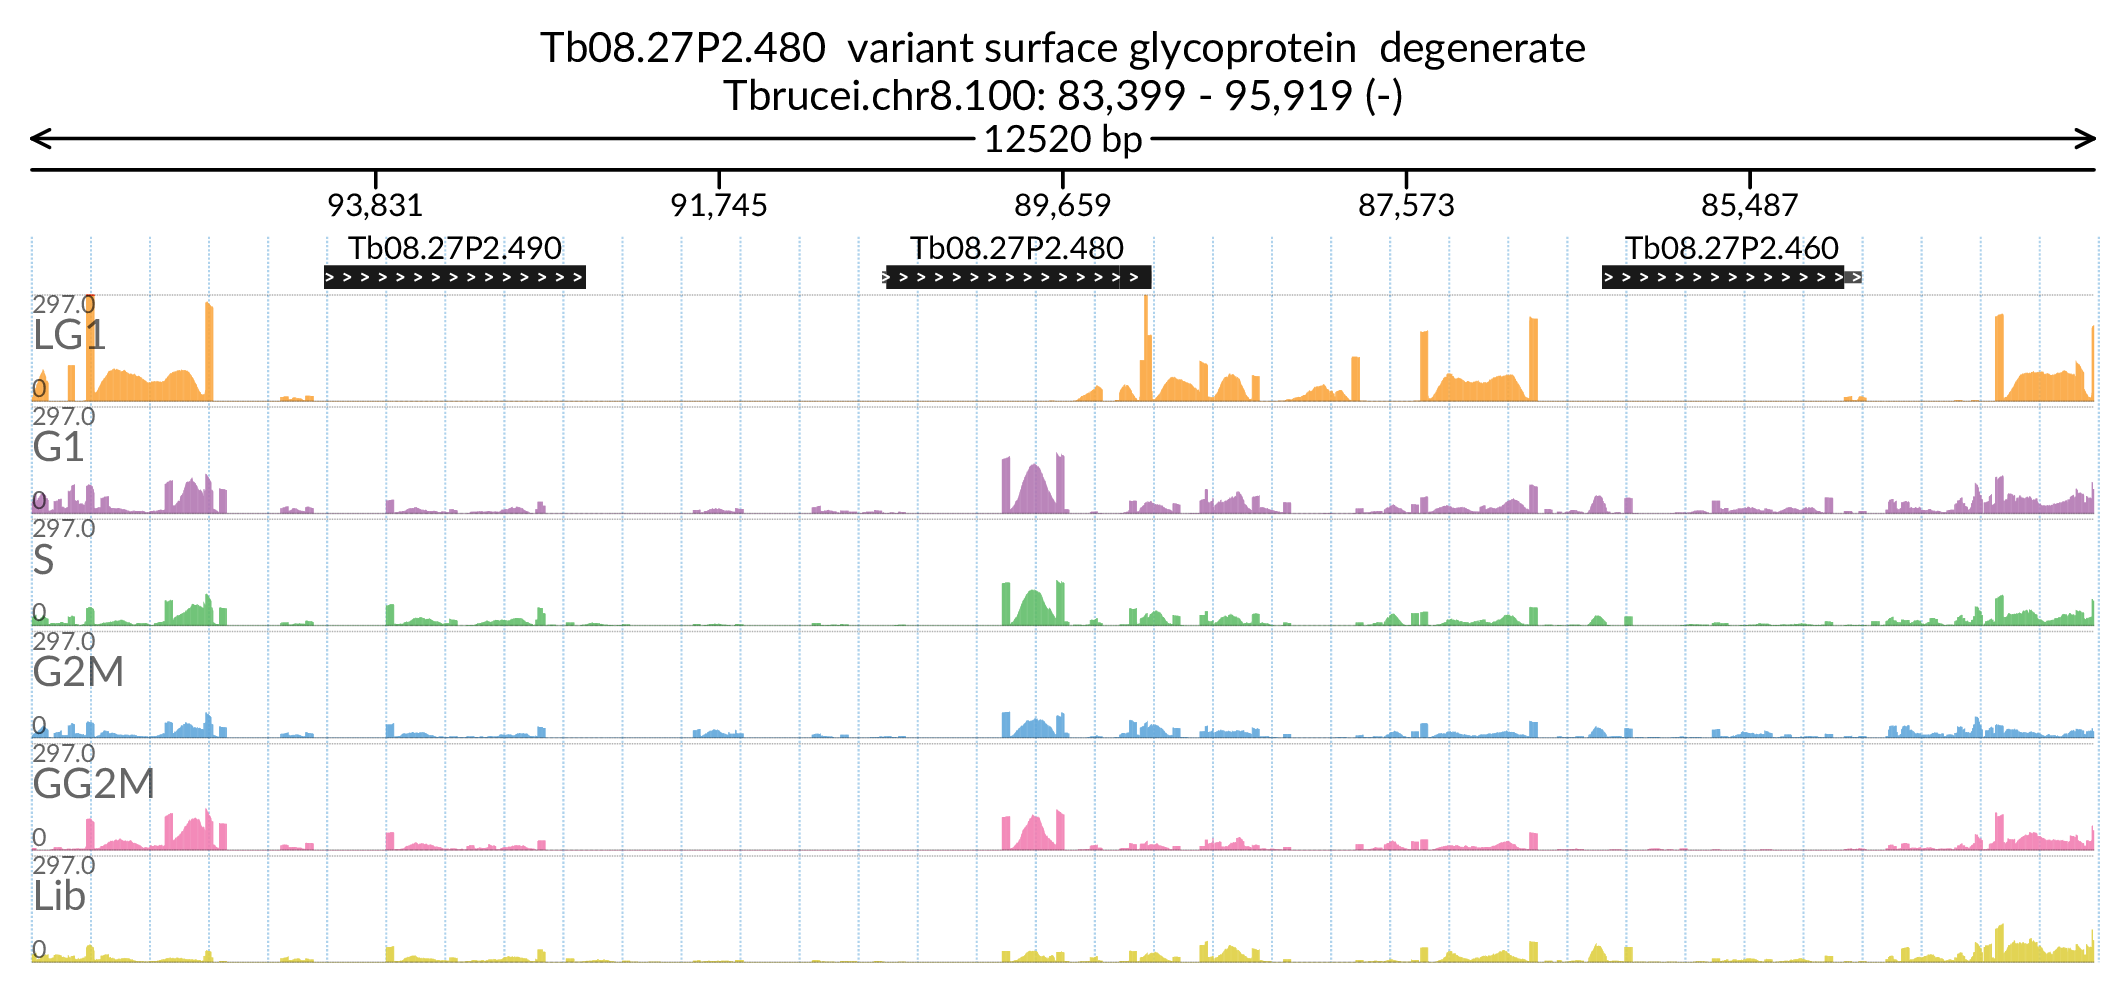 Tb08.27P2.480 variant surface glycoprotein degenerate
Tbrucei.chr8.100: 83,399 - 95,919 (-)
12520 bp
93,831 91,745 89,659 87,573 85,487
Tb08.27P2.490 Tb08.27P2.480 Tb08.27P2.460
297.0
LG1
0
297.0
G1
0
297.0
S
0
297.0
G2M
0
297.0
GG2M
0
297.0
Lib
0